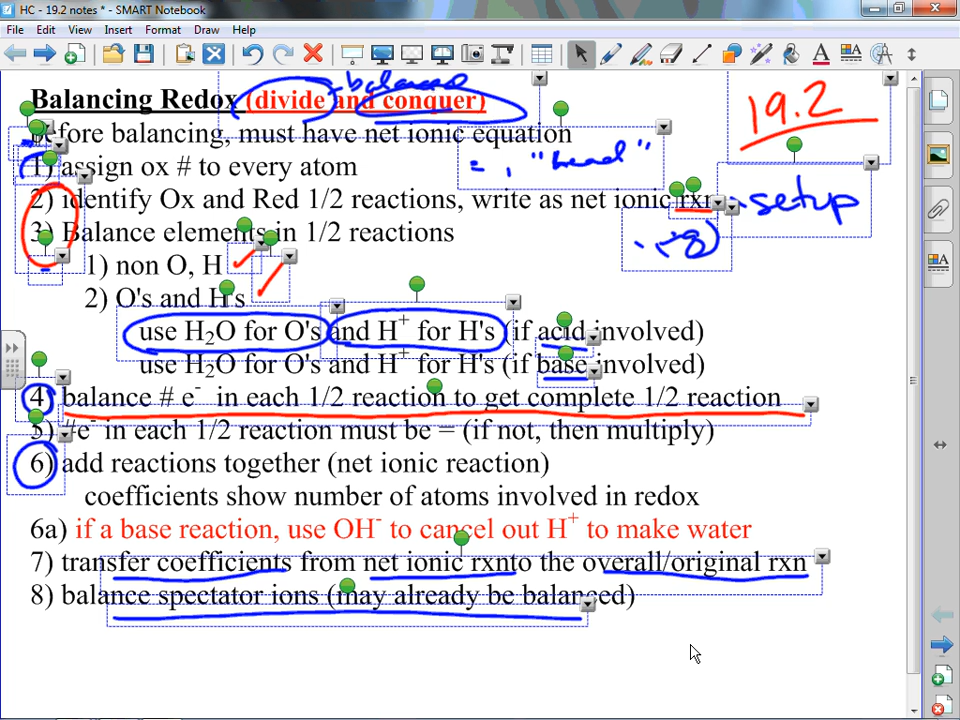 HC - 19.2 notes * - SMART Notebook
File Edit View Insert Format Draw Help
balanced
Balancing Redox (divide and conquer)
19.2
Before balancing, must have net ionic equation
= , "head"
1) assign ox # to every atom
2) identify Ox and Red 1/2 reactions, write as net ionic rxn
setup
3) Balance elements in 1/2 reactions
1) non O, H
2) O's and H's
use H₂O for O's and H⁺ for H's (if acid involved)
use H₂O for O's and H⁺ for H's (if base involved)
4) balance # e⁻ in each 1/2 reaction to get complete 1/2 reaction
5) #e⁻ in each 1/2 reaction must be = (if not, then multiply)
6) add reactions together (net ionic reaction)
coefficients show number of atoms involved in redox
6a) if a base reaction, use OH⁻ to cancel out H⁺ to make water
7) transfer coefficients from net ionic rxnto the overall/original rxn
8) balance spectator ions (may already be balanced)